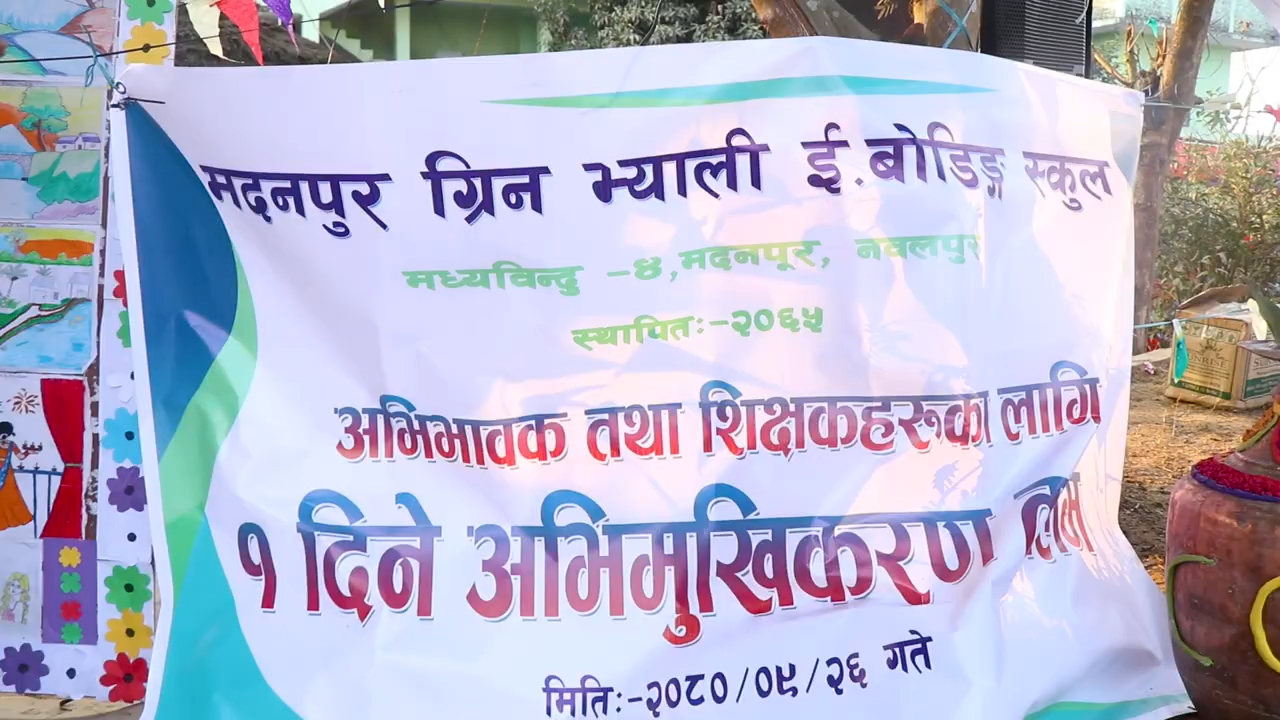 मदनपुर ग्रिन भ्याली ई.बोडिङ्ग स्कुल
मध्यविन्दु -४,मदनपूर, नवलपुर
स्थापितः-२०६५
अभिभावक तथा शिक्षकहरूका लागि
१ दिने अभिमुखिकरण
मितिः-२०८०/०९/२६ गते